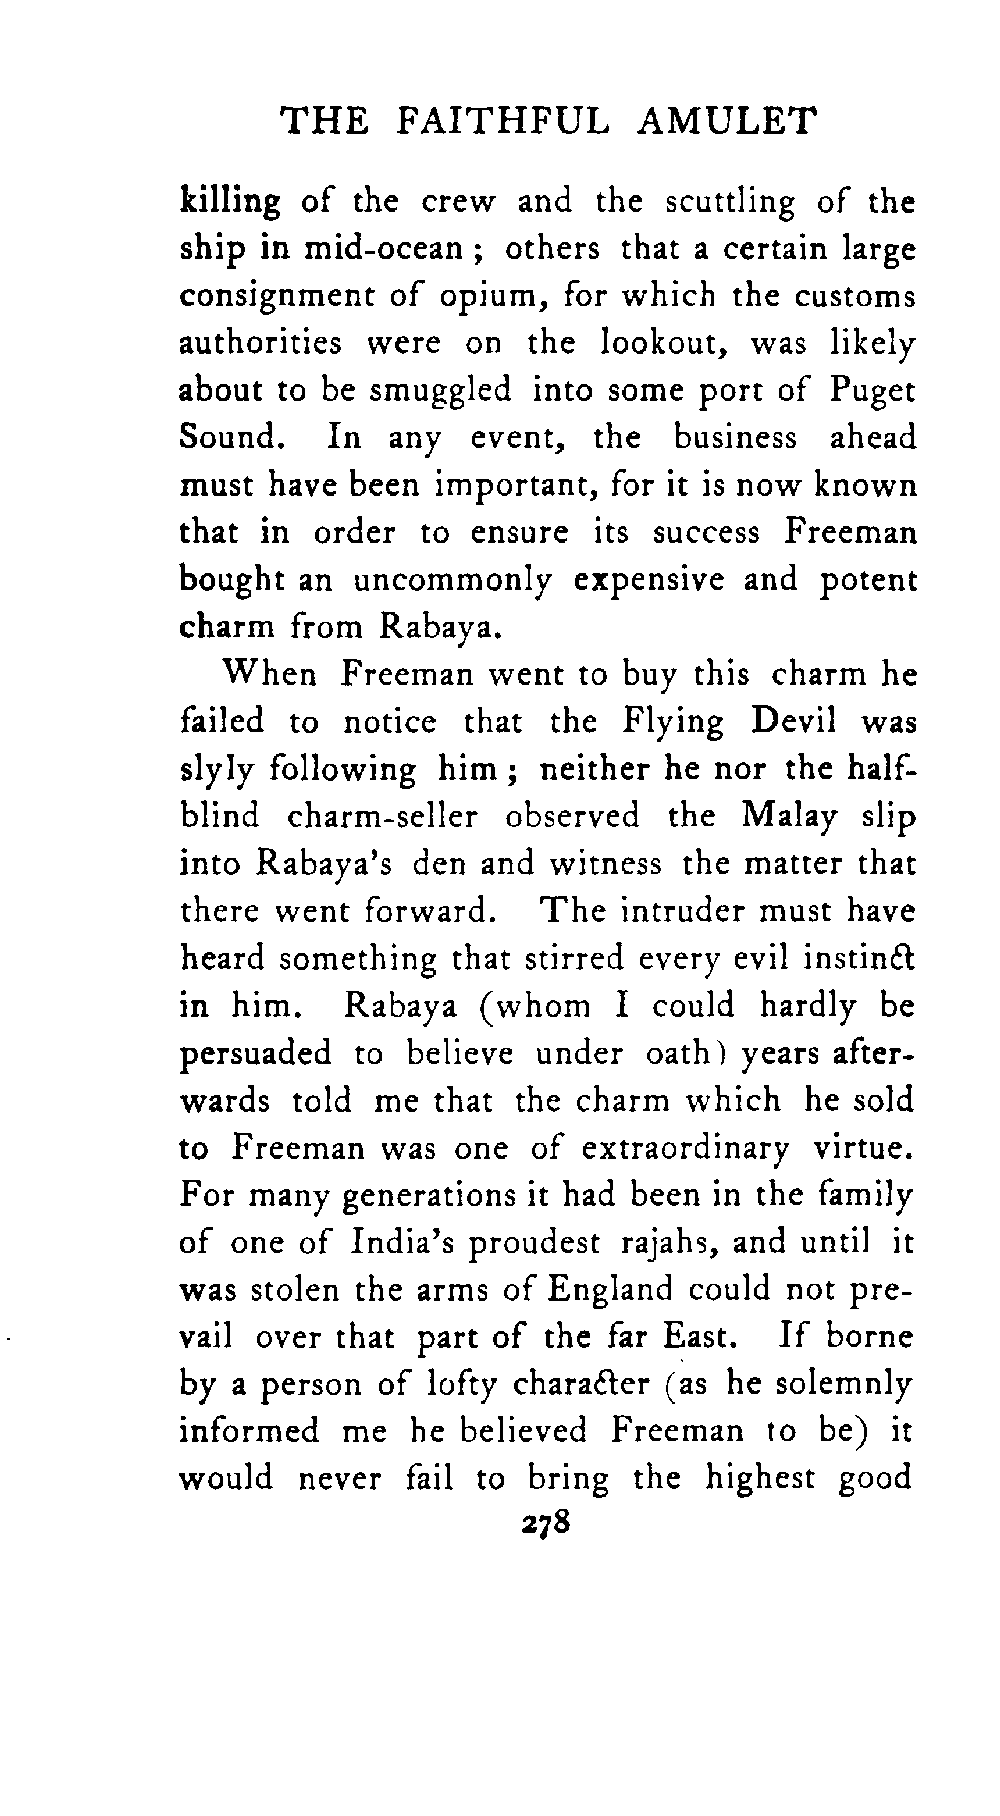 THE FAITHFUL AMULET
killing of the crew and the scuttling of the
ship in mid-ocean ; others that a certain large
consignment of opium, for which the customs
authorities were on the lookout, was likely
about to be smuggled into some port of Puget
Sound. In any event, the business ahead
must have been important, for it is now known
that in order to ensure its success Freeman
bought an uncommonly expensive and potent
charm from Rabaya.
When Freeman went to buy this charm he
failed to notice that the Flying Devil was
slyly following him ; neither he nor the half-
blind charm-seller observed the Malay slip
into Rabaya's den and witness the matter that
there went forward. The intruder must have
heard something that stirred every evil instinct
in him. Rabaya (whom I could hardly be
persuaded to believe under oath) years after-
wards told me that the charm which he sold
to Freeman was one of extraordinary virtue.
For many generations it had been in the family
of one of India's proudest rajahs, and until it
was stolen the arms of England could not pre-
vail over that part of the far East. If borne
by a person of lofty character (as he solemnly
informed me he believed Freeman to be) it
would never fail to bring the highest good
278